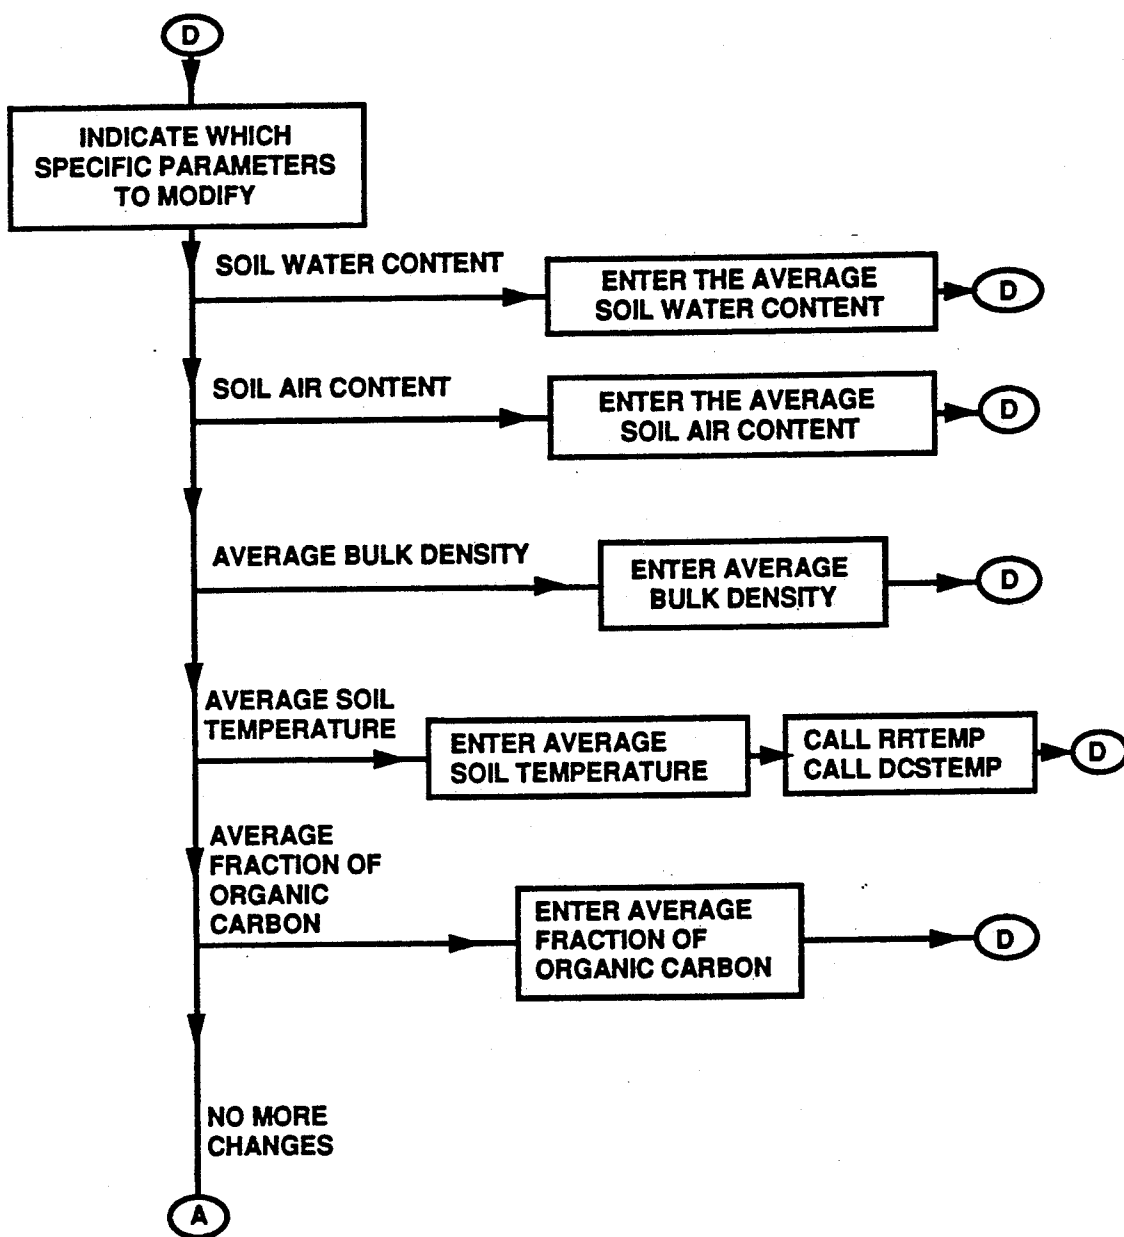 D
INDICATE WHICH
SPECIFIC PARAMETERS
TO MODIFY
SOIL WATER CONTENT
ENTER THE AVERAGE
SOIL WATER CONTENT
D
SOIL AIR CONTENT
ENTER THE AVERAGE
SOIL AIR CONTENT
D
AVERAGE BULK DENSITY
ENTER AVERAGE
BULK DENSITY
D
AVERAGE SOIL
TEMPERATURE
ENTER AVERAGE
SOIL TEMPERATURE
CALL RRTEMP
CALL DCSTEMP
D
AVERAGE
FRACTION OF
ORGANIC
CARBON
ENTER AVERAGE
FRACTION OF
ORGANIC CARBON
D
NO MORE
CHANGES
A